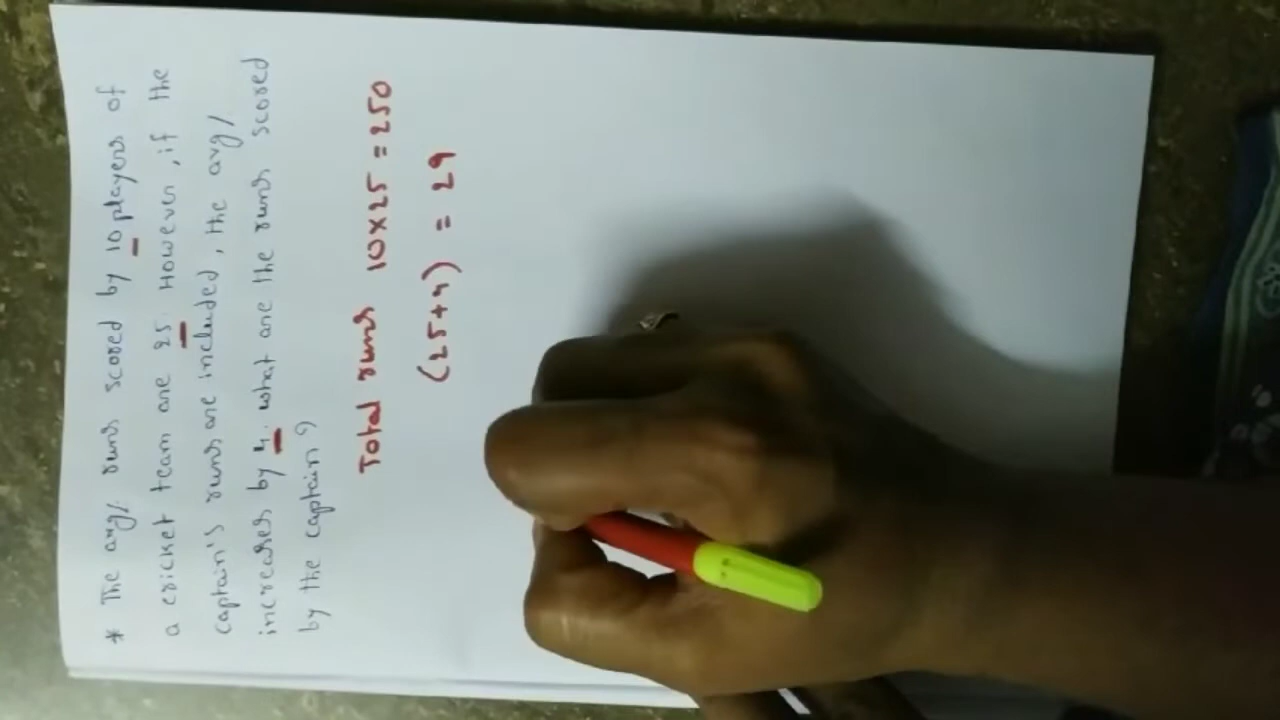 * The avg/. runs scored by 10 players of
a cricket team are 25. However, if the
captain's runs are included, the avg/
increases by 4. what are the runs scored
by the captain?
Total runs 10x25 = 250
(25+4) = 29